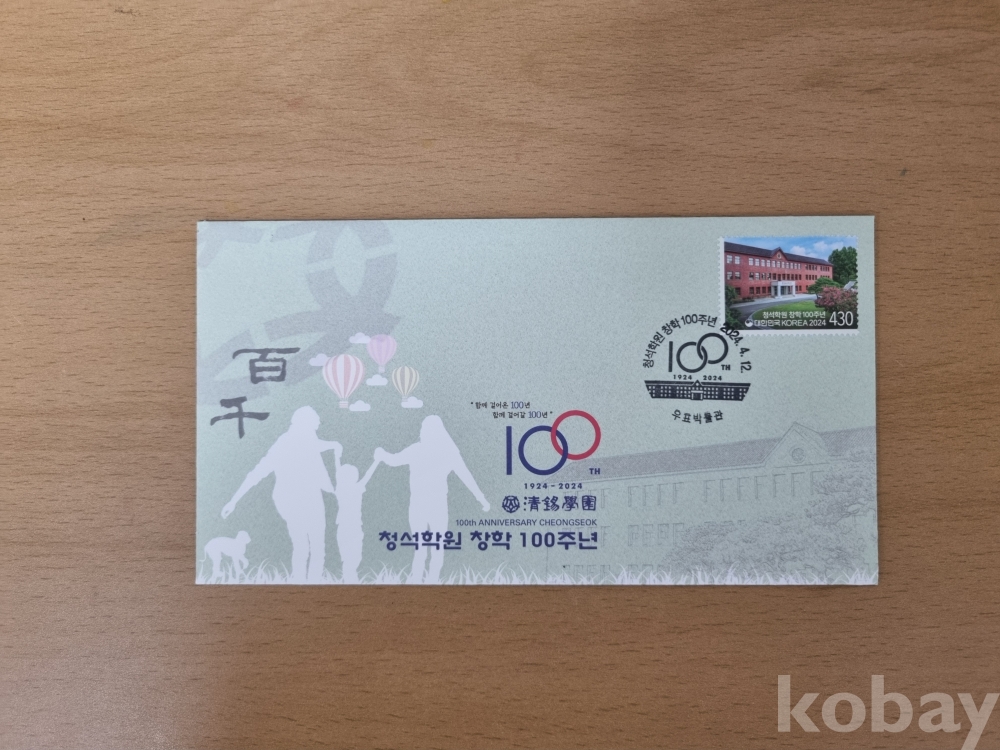 百
千
"함께 걸어온 100년
함께 걸어갈 100년"
100TH
1924-2024
清錫學園
100th ANNIVERSARY CHEONGSEOK
청석학원 창학 100주년
청석학원 창학 100주년
대한민국 KOREA 2024 430
청석학원 창학 100주년 2024. 4. 12.
100TH
1924 2024
우표박물관
kobay